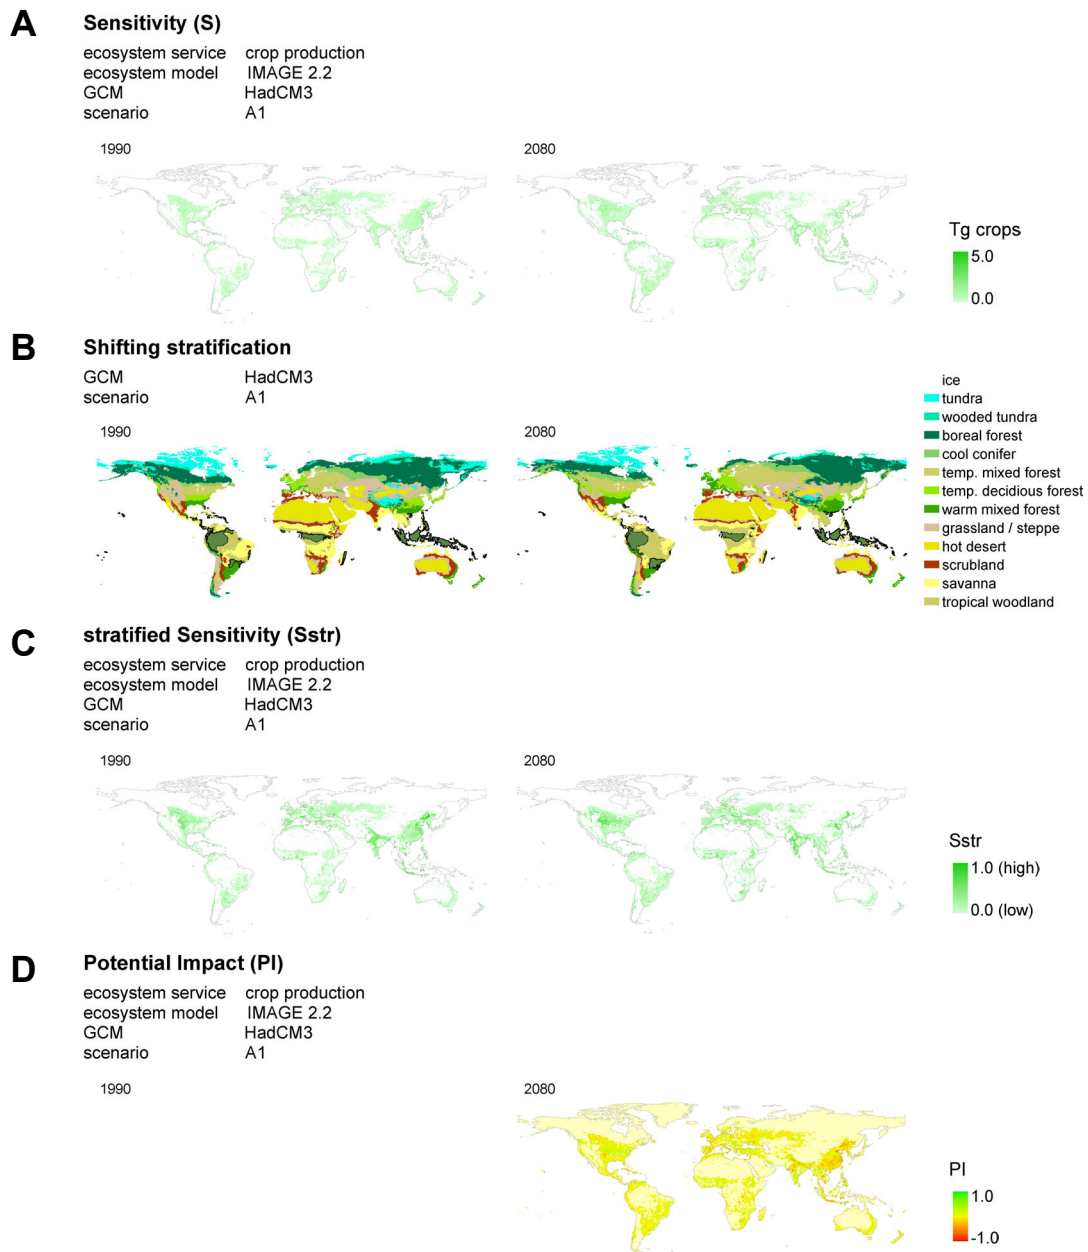 A
Sensitivity (S)
ecosystem service crop production
ecosystem model IMAGE 2.2
GCM HadCM3
scenario A1
1990
2080
Tg crops
5.0
0.0
B
Shifting stratification
GCM HadCM3
scenario A1
1990
2080
ice
tundra
wooded tundra
boreal forest
cool conifer
temp. mixed forest
temp. decidious forest
warm mixed forest
grassland / steppe
hot desert
scrubland
savanna
tropical woodland
C
stratified Sensitivity (Sstr)
ecosystem service crop production
ecosystem model IMAGE 2.2
GCM HadCM3
scenario A1
1990
2080
Sstr
1.0 (high)
0.0 (low)
D
Potential Impact (PI)
ecosystem service crop production
ecosystem model IMAGE 2.2
GCM HadCM3
scenario A1
1990
2080
PI
1.0
-1.0